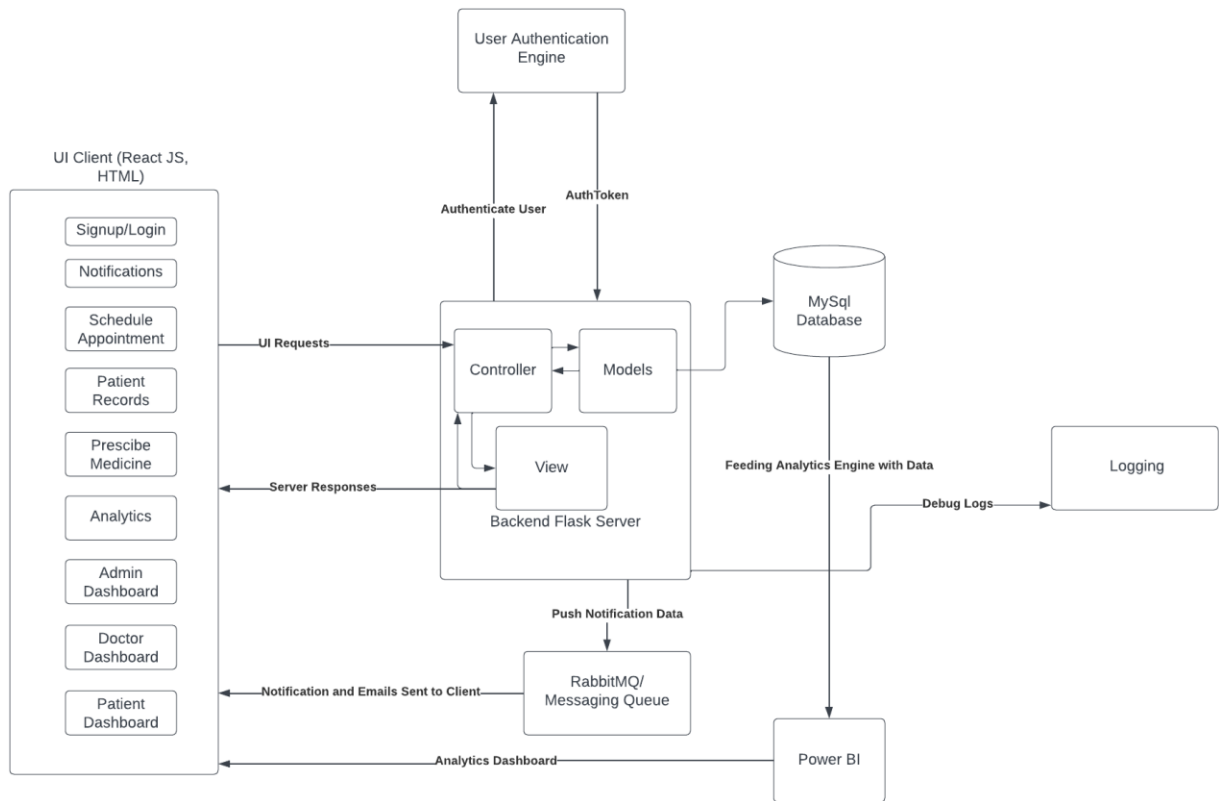 User Authentication
Engine
UI Client (React JS,
HTML)
Signup/Login
Notifications
Schedule
Appointment
Patient
Records
Prescibe
Medicine
Analytics
Admin
Dashboard
Doctor
Dashboard
Patient
Dashboard
Authenticate User
AuthToken
UI Requests
Server Responses
Controller
Models
View
Backend Flask Server
MySql
Database
Feeding Analytics Engine with Data
Debug Logs
Logging
Push Notification Data
RabbitMQ/
Messaging Queue
Notification and Emails Sent to Client
Analytics Dashboard
Power BI